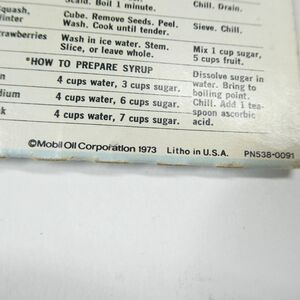 Scald. Boil 1 minute. Chill. Drain.
Squash, Cube. Remove Seeds. Peel. Sieve. Chill.
Winter Wash. Cook until tender.
Strawberries Wash in ice water. Stem. Mix 1 cup sugar,
Slice, or leave whole. 5 cups fruit.
*HOW TO PREPARE SYRUP
4 cups water, 3 cups sugar. Dissolve sugar in
water. Bring to
4 cups water, 6 cups sugar. boiling point.
Chill. Add 1 tea-
4 cups water, 7 cups sugar. spoon ascorbic
acid.
©Mobil Oil Corporation 1973 Litho in U.S.A. PN538-0091